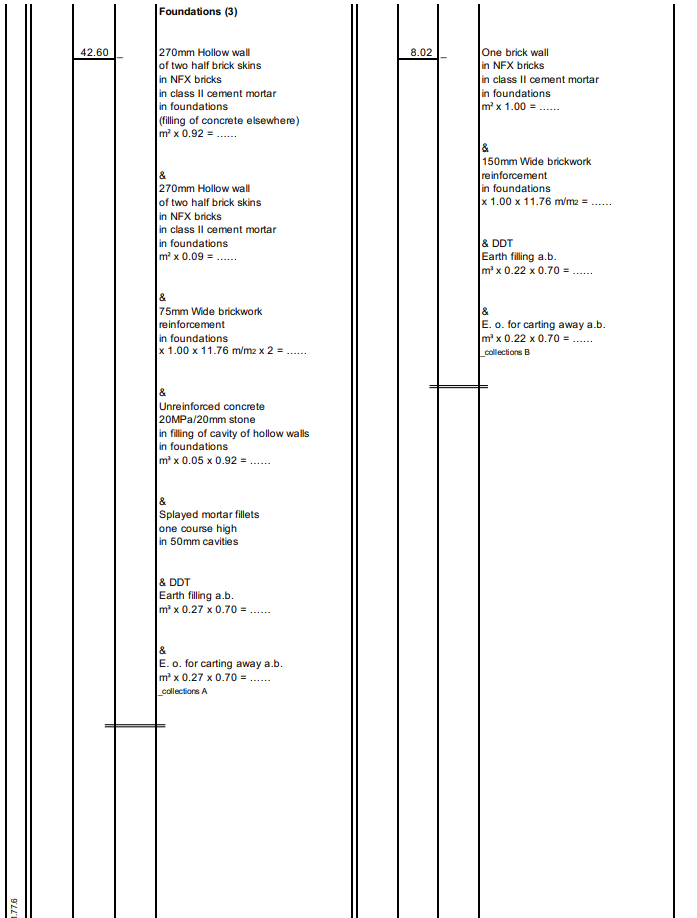 Foundations (3)
42.60
270mm Hollow wall
of two half brick skins
in NFX bricks
in class II cement mortar
in foundations
(filling of concrete elsewhere)
m² x 0.92 = ......
&
270mm Hollow wall
of two half brick skins
in NFX bricks
in class II cement mortar
in foundations
m² x 0.09 = ......
&
75mm Wide brickwork
reinforcement
in foundations
x 1.00 x 11.76 m/m2 x 2 = ......
&
Unreinforced concrete
20MPa/20mm stone
in filling of cavity of hollow walls
in foundations
m³ x 0.05 x 0.92 = ......
&
Splayed mortar fillets
one course high
in 50mm cavities
& DDT
Earth filling a.b.
m³ x 0.27 x 0.70 = ......
&
E. o. for carting away a.b.
m³ x 0.27 x 0.70 = ......
_collections A
8.02
One brick wall
in NFX bricks
in class II cement mortar
in foundations
m² x 1.00 = ......
&
150mm Wide brickwork
reinforcement
in foundations
x 1.00 x 11.76 m/m2 = ......
& DDT
Earth filling a.b.
m³ x 0.22 x 0.70 = ......
&
E. o. for carting away a.b.
m³ x 0.22 x 0.70 = ......
_collections B